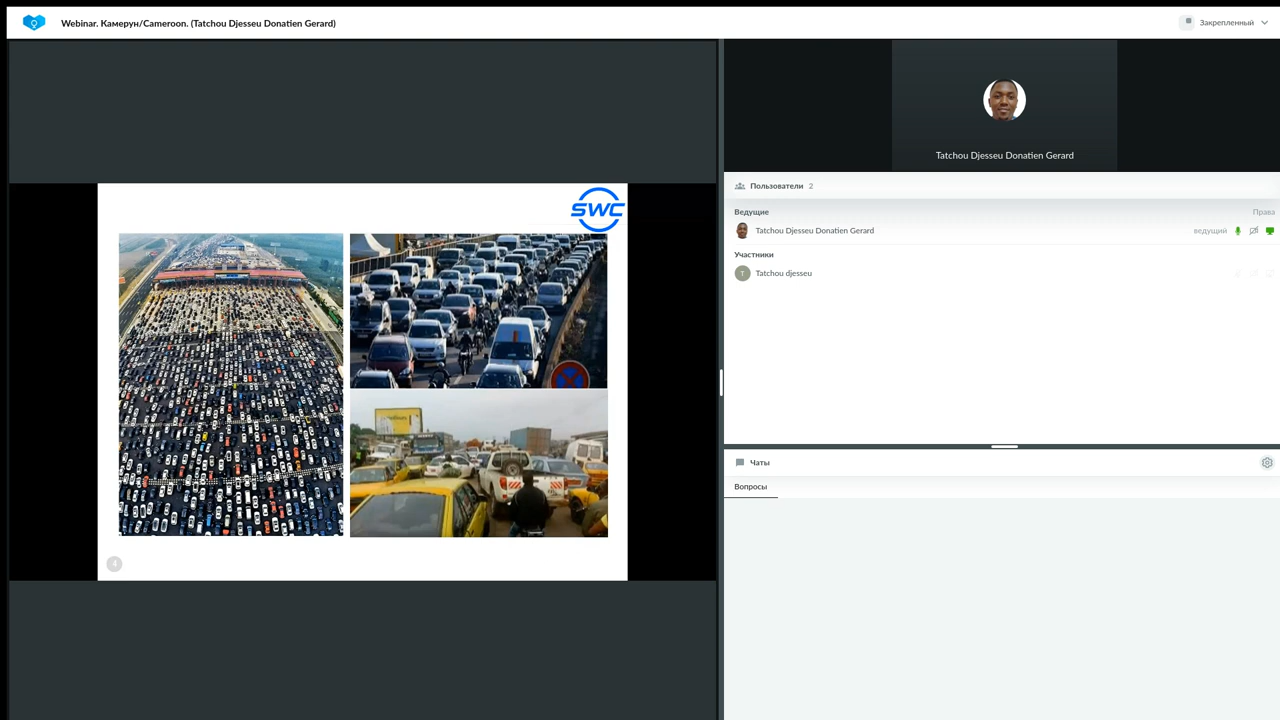 Webinar. Камерун/Cameroon. (Tatchou Djesseu Donatien Gerard)
Закрепленный
Tatchou Djesseu Donatien Gerard
Пользователи 2
Ведущие Права
Tatchou Djesseu Donatien Gerard ведущий
Участники
T Tatchou djesseu
Чаты
Вопросы
SWC
4